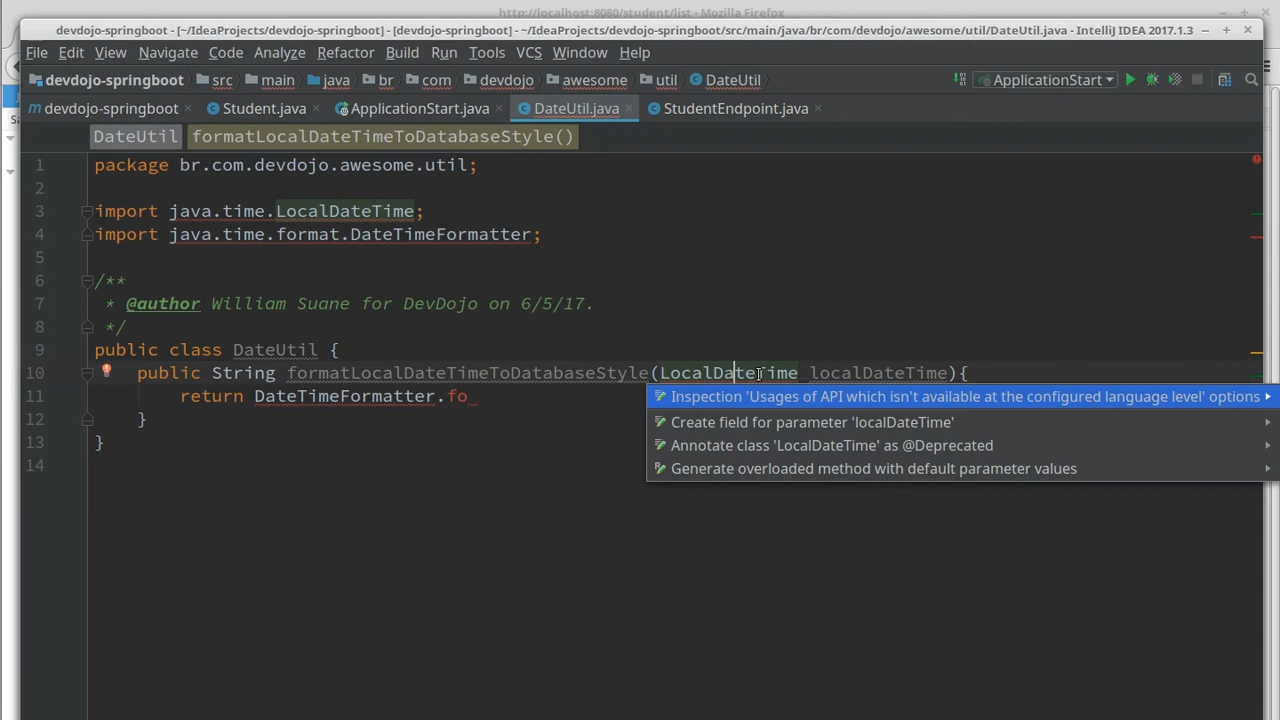 http://localhost:8080/student/list - Mozilla Firefox
devdojo-springboot - [~/IdeaProjects/devdojo-springboot] - [devdojo-springboot] - ~/IdeaProjects/devdojo-springboot/src/main/java/br/com/devdojo/awesome/util/DateUtil.java - IntelliJ IDEA 2017.1.3
File Edit View Navigate Code Analyze Refactor Build Run Tools VCS Window Help
devdojo-springboot src main java br com devdojo awesome util DateUtil ApplicationStart
m devdojo-springboot Student.java ApplicationStart.java DateUtil.java StudentEndpoint.java
DateUtil formatLocalDateTimeToDatabaseStyle()
1 package br.com.devdojo.awesome.util;
2
3 import java.time.LocalDateTime;
4 import java.time.format.DateTimeFormatter;
5
6 /**
7 * @author William Suane for DevDojo on 6/5/17.
8 */
9 public class DateUtil {
10 public String formatLocalDateTimeToDatabaseStyle(LocalDateTime localDateTime){
11 return DateTimeFormatter.fo
Inspection 'Usages of API which isn't available at the configured language level' options
12 }
Create field for parameter 'localDateTime'
13 }
Annotate class 'LocalDateTime' as @Deprecated
14
Generate overloaded method with default parameter values